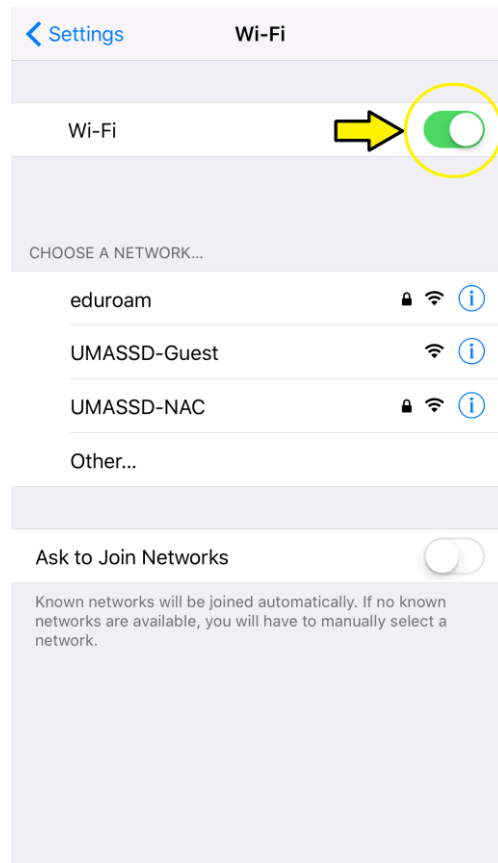 Settings
Wi-Fi
Wi-Fi
CHOOSE A NETWORK...
eduroam
UMASSD-Guest
UMASSD-NAC
Other...
Ask to Join Networks
Known networks will be joined automatically. If no known
networks are available, you will have to manually select a
network.